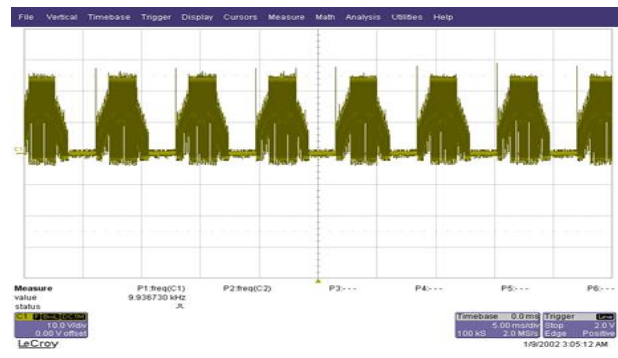 File Vertical Timebase Trigger Display Cursors Measure Math Analysis Utilities Help
C1
Measure P1:freq(C1) P2:freq(C2) P3:- - - P4:- - - P5:- - - P6:- - -
value 9.936730 kHz
status
C1 DC1M
10.0 V/div
0.00 V offset
Timebase 0.0 ms Trigger
5.00 ms/div Stop 2.0 V
100 kS 2.0 MS/s Edge Positive
LeCroy 1/9/2002 3:05:12 AM